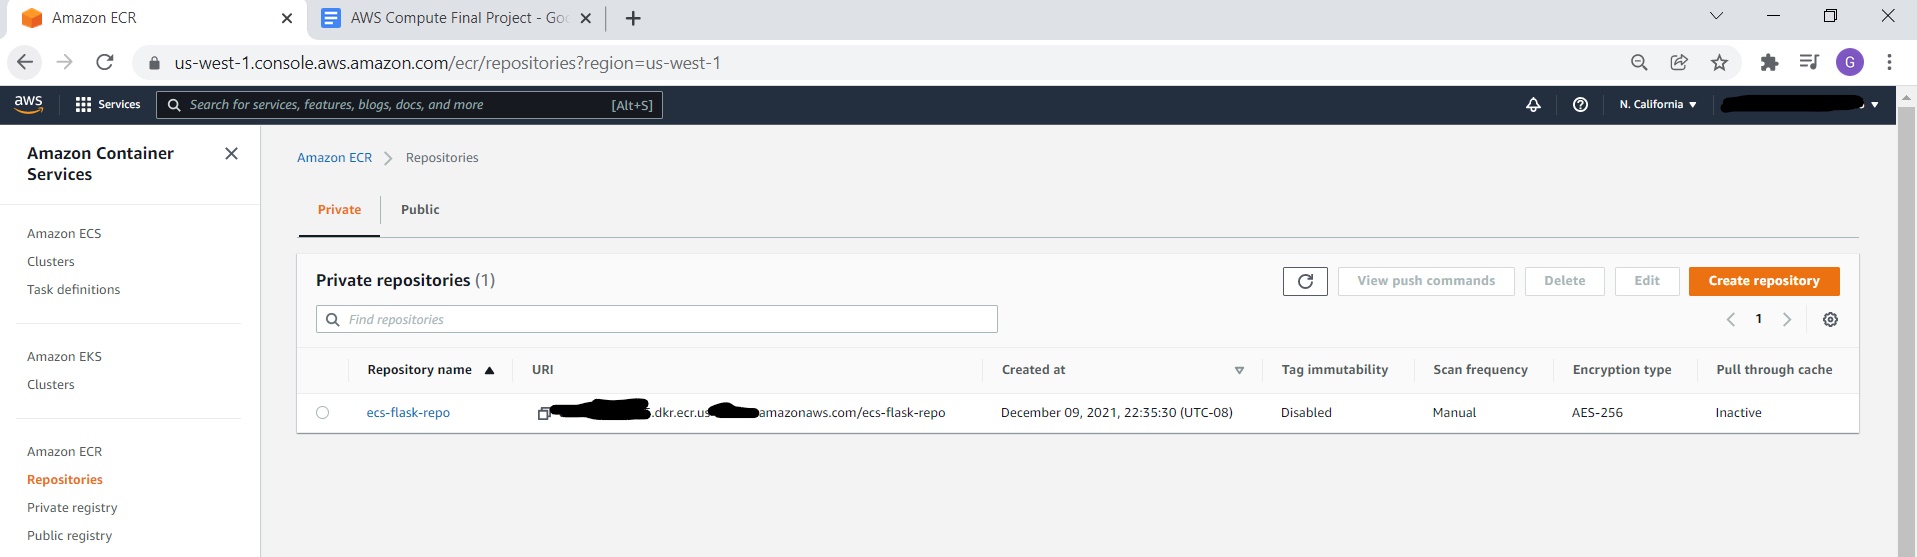 Amazon ECR
AWS Compute Final Project - Goo
us-west-1.console.aws.amazon.com/ecr/repositories?region=us-west-1
G
aws
Services
Search for services, features, blogs, docs, and more
[Alt+S]
N. California
Amazon Container
Services
Amazon ECS
Clusters
Task definitions
Amazon EKS
Clusters
Amazon ECR
Repositories
Private registry
Public registry
Amazon ECR
Repositories
Private
Public
Private repositories (1)
View push commands
Delete
Edit
Create repository
Find repositories
1
Repository name
URI
Created at
Tag immutability
Scan frequency
Encryption type
Pull through cache
ecs-flask-repo
.dkr.ecr.us
amazonaws.com/ecs-flask-repo
December 09, 2021, 22:35:30 (UTC-08)
Disabled
Manual
AES-256
Inactive